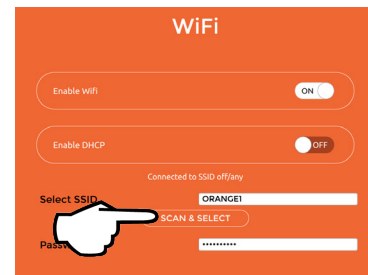 WiFi
Enable Wifi ON
Enable DHCP OFF
Connected to SSID off/any
Select SSID ORANGE1
SCAN & SELECT
••••••••••